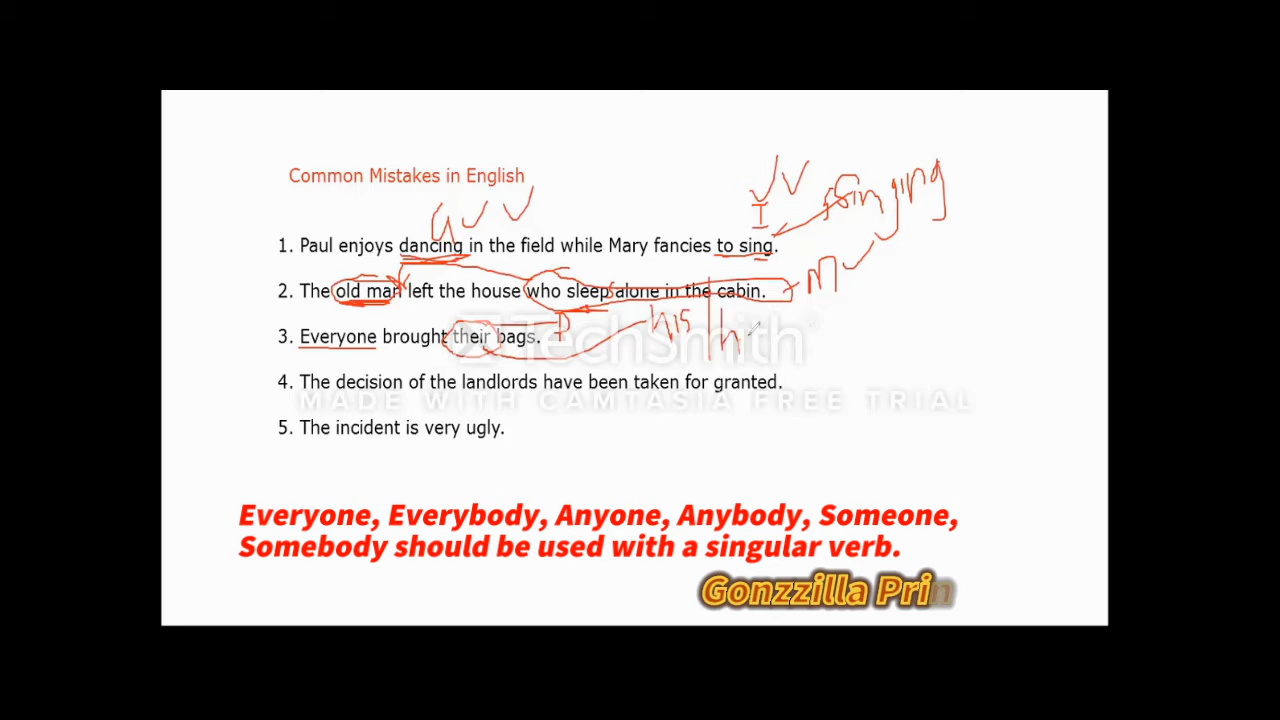 Common Mistakes in English
singing
G
I
1. Paul enjoys dancing in the field while Mary fancies to sing.
2. The old man left the house who sleep alone in the cabin.
s
M
his
h
P
3. Everyone brought their bags.
TechSmith
4. The decision of the landlords have been taken for granted.
MADE WITH CAMTASIA FREE TRIAL
5. The incident is very ugly.
Everyone, Everybody, Anyone, Anybody, Someone,
Somebody should be used with a singular verb.
Gonzzilla Prin